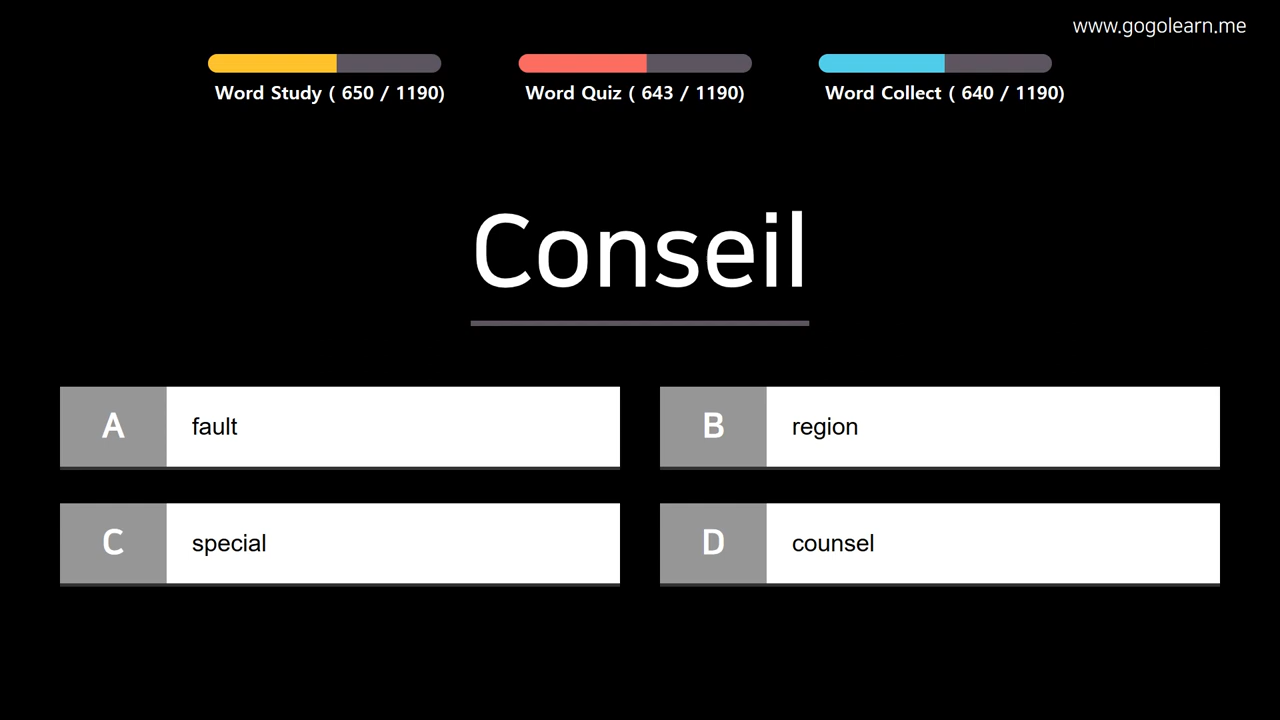 www.gogolearn.me
Word Study ( 650 / 1190)
Word Quiz ( 643 / 1190)
Word Collect ( 640 / 1190)
Conseil
A fault
B region
C special
D counsel